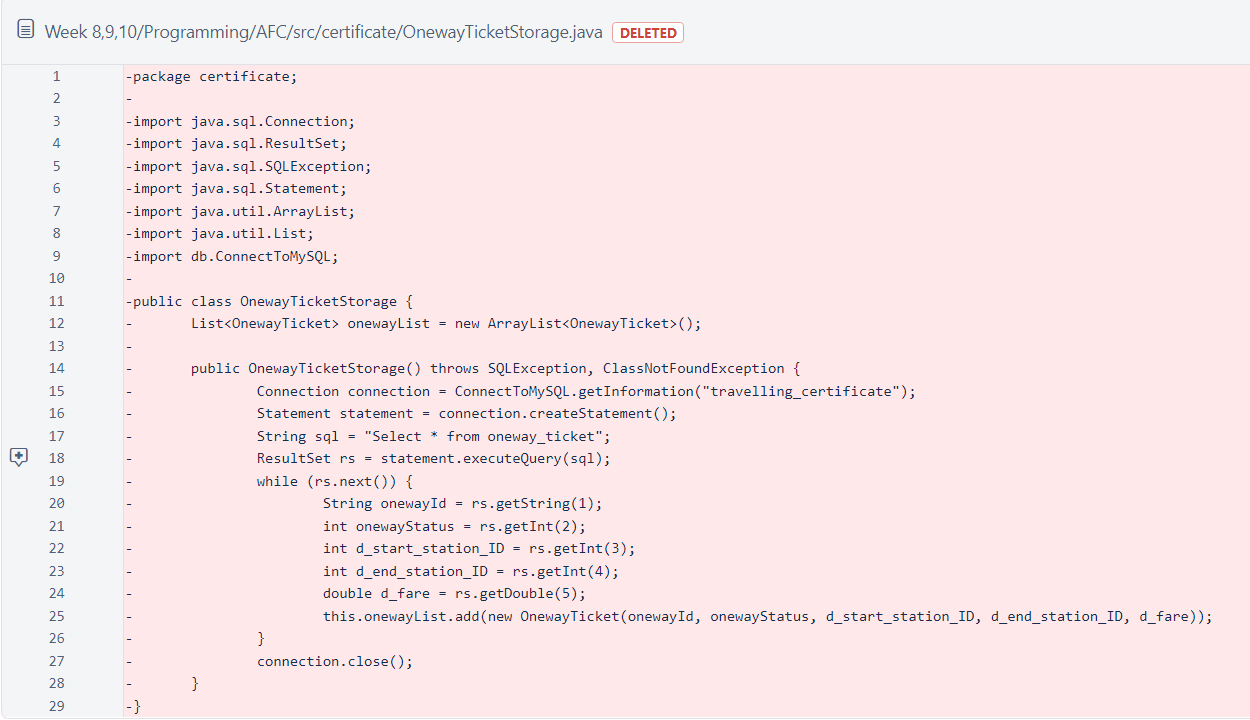 Week 8,9,10/Programming/AFC/src/certificate/OnewayTicketStorage.java DELETED
1 -package certificate;
2 -
3 -import java.sql.Connection;
4 -import java.sql.ResultSet;
5 -import java.sql.SQLException;
6 -import java.sql.Statement;
7 -import java.util.ArrayList;
8 -import java.util.List;
9 -import db.ConnectToMySQL;
10 -
11 -public class OnewayTicketStorage {
12 -       List<OnewayTicket> onewayList = new ArrayList<OnewayTicket>();
13 -
14 -       public OnewayTicketStorage() throws SQLException, ClassNotFoundException {
15 -               Connection connection = ConnectToMySQL.getInformation("travelling_certificate");
16 -               Statement statement = connection.createStatement();
17 -               String sql = "Select * from oneway_ticket";
18 -               ResultSet rs = statement.executeQuery(sql);
19 -               while (rs.next()) {
20 -                       String onewayId = rs.getString(1);
21 -                       int onewayStatus = rs.getInt(2);
22 -                       int d_start_station_ID = rs.getInt(3);
23 -                       int d_end_station_ID = rs.getInt(4);
24 -                       double d_fare = rs.getDouble(5);
25 -                       this.onewayList.add(new OnewayTicket(onewayId, onewayStatus, d_start_station_ID, d_end_station_ID, d_fare));
26 -               }
27 -               connection.close();
28 -       }
29 -}